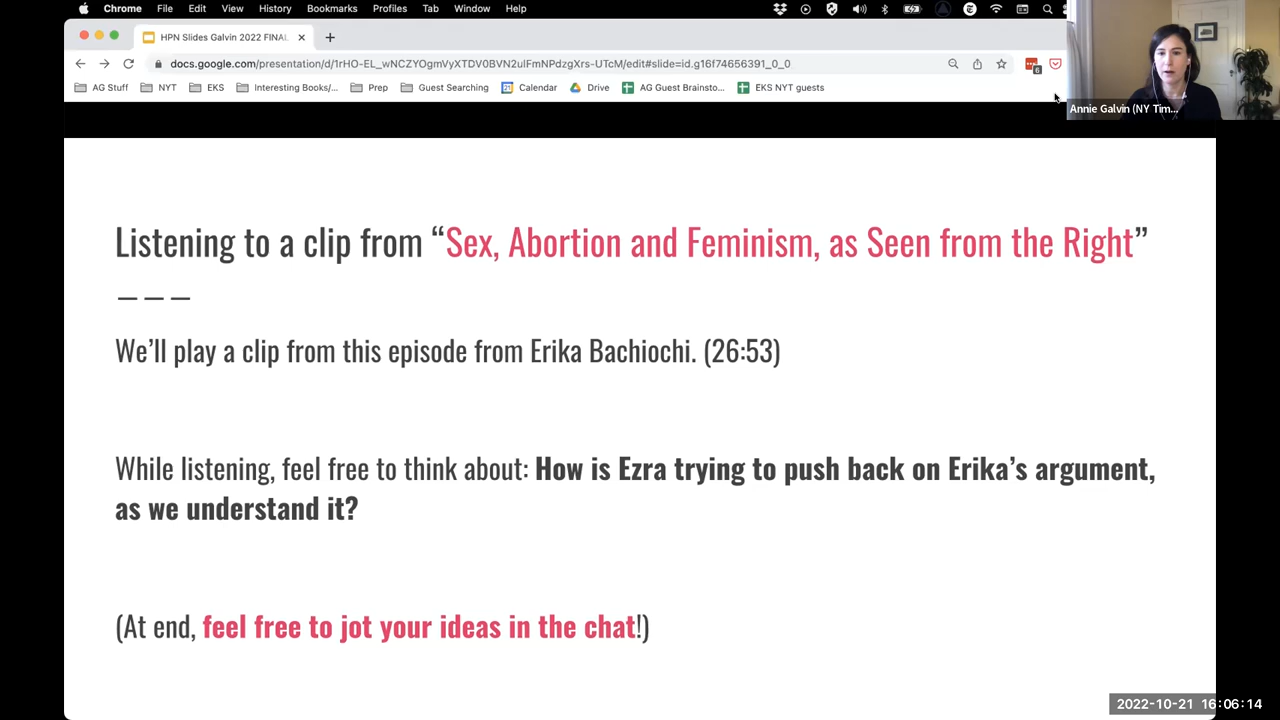 Chrome File Edit View History Bookmarks Profiles Tab Window Help
HPN Slides Galvin 2022 FINAL
docs.google.com/presentation/d/1rHO-EL_wNCZYOgmVyXTDVOBVN2ulFmNPdzgXrs-UTcM/edit#slide=id.g16f74656391_0_0
6
AG Stuff NYT EKS Interesting Books/... Prep Guest Searching Calendar Drive AG Guest Brainsto... EKS NYT guests
Annie Galvin (NY Tim...
Listening to a clip from “Sex, Abortion and Feminism, as Seen from the Right”
We’ll play a clip from this episode from Erika Bachiochi. (26:53)
While listening, feel free to think about: How is Ezra trying to push back on Erika’s argument,
as we understand it?
(At end, feel free to jot your ideas in the chat!)
2022-10-21 16:06:14